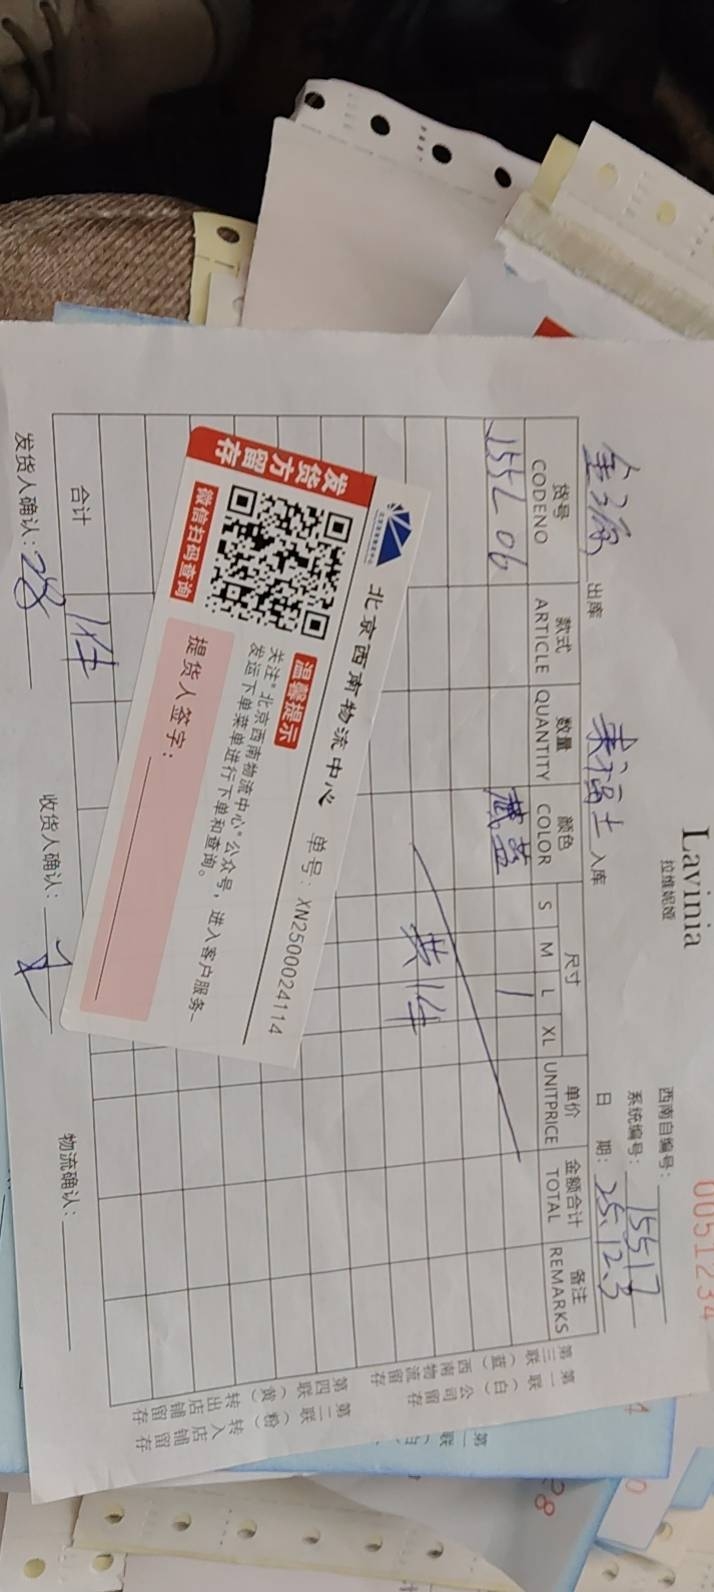 Lavinia
拉维妮娅
0051234
西南自编号：
系统编号：15517
日 期：25.12.3
出库
入库
货号 款式 数量 颜色 尺寸 单价 金额合计 备注
CODENO ARTICLE QUANTITY COLOR S M L XL UNITPRICE TOTAL REMARKS
155L06 藏蓝 1
共1件
合计 1件
发货人确认：
收货人确认：
物流确认：
第一联（白）公司留存
第二联（粉）转入店铺留存
第三联（蓝）西南物流留存
第四联（黄）转出店铺留存
北京西南物流中心 单号：XN2500024114
发货方留存
微信扫码查询
温馨提示
关注“北京西南物流中心”公众号，进入客户服务—
发运下单菜单进行下单和查询。
提货人签字：